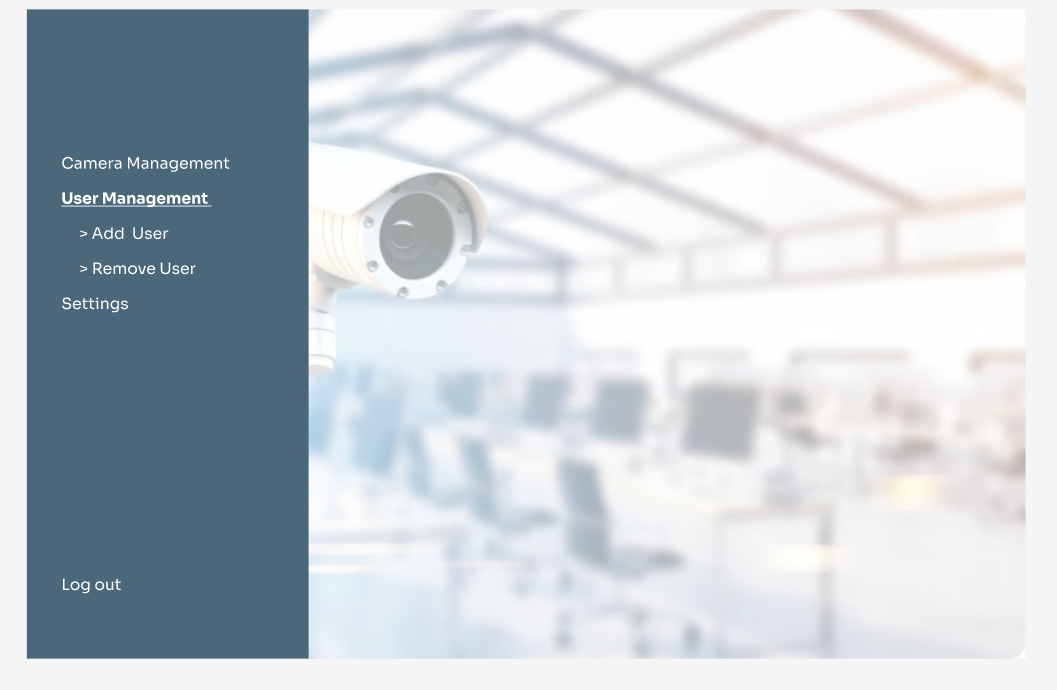 Camera Management
User Management
> Add User
> Remove User
Settings
Log out